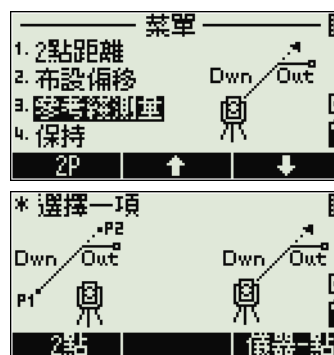 菜單
1. 2點距離
2. 布設偏移
3. 參考線測量
4. 保持
Dwn Out
2P
* 選擇一項
P2
Dwn Out
Dwn Out
P1
2點 儀器-點